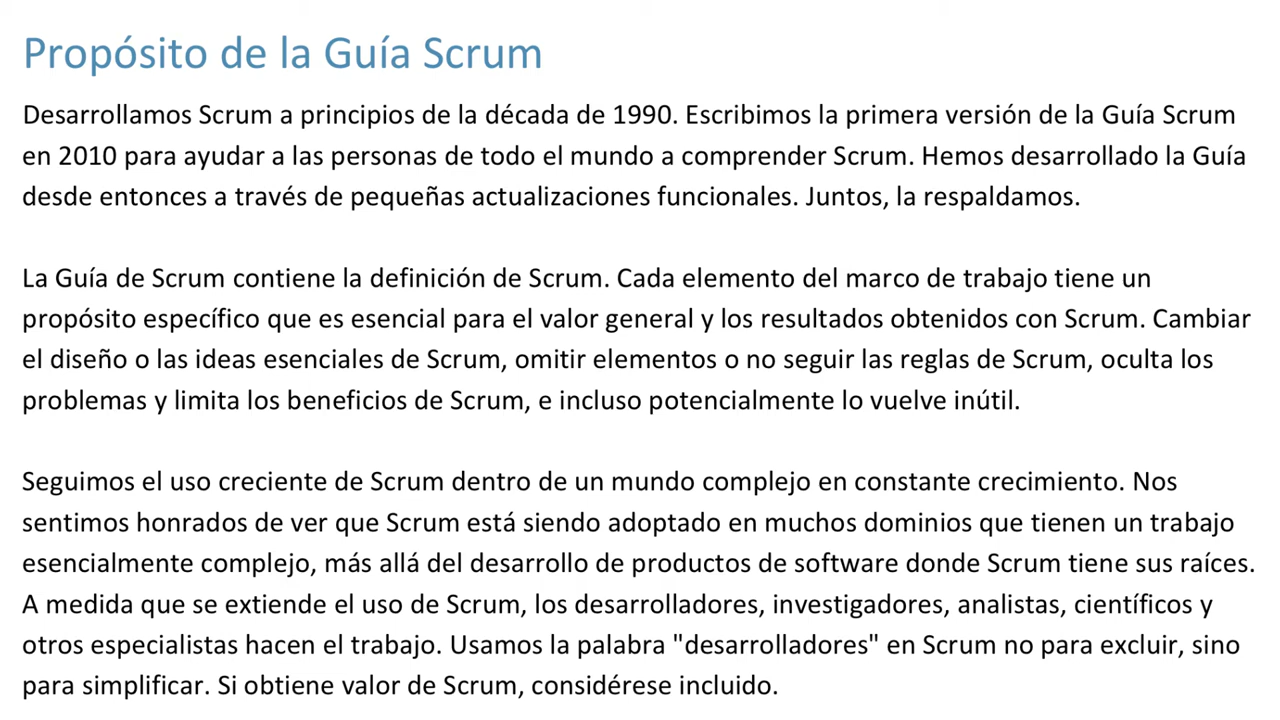 Propósito de la Guía Scrum
Desarrollamos Scrum a principios de la década de 1990. Escribimos la primera versión de la Guía Scrum
en 2010 para ayudar a las personas de todo el mundo a comprender Scrum. Hemos desarrollado la Guía
desde entonces a través de pequeñas actualizaciones funcionales. Juntos, la respaldamos.
La Guía de Scrum contiene la definición de Scrum. Cada elemento del marco de trabajo tiene un
propósito específico que es esencial para el valor general y los resultados obtenidos con Scrum. Cambiar
el diseño o las ideas esenciales de Scrum, omitir elementos o no seguir las reglas de Scrum, oculta los
problemas y limita los beneficios de Scrum, e incluso potencialmente lo vuelve inútil.
Seguimos el uso creciente de Scrum dentro de un mundo complejo en constante crecimiento. Nos
sentimos honrados de ver que Scrum está siendo adoptado en muchos dominios que tienen un trabajo
esencialmente complejo, más allá del desarrollo de productos de software donde Scrum tiene sus raíces.
A medida que se extiende el uso de Scrum, los desarrolladores, investigadores, analistas, científicos y
otros especialistas hacen el trabajo. Usamos la palabra "desarrolladores" en Scrum no para excluir, sino
para simplificar. Si obtiene valor de Scrum, considérese incluido.